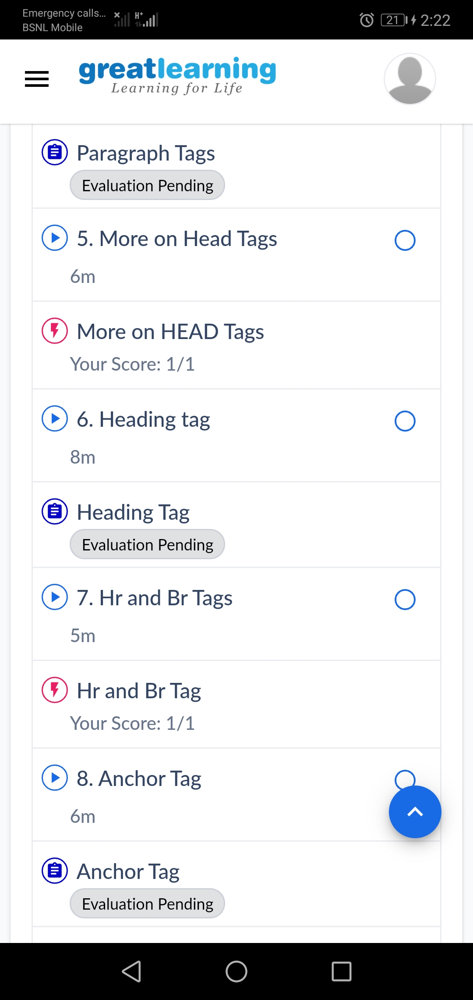 Emergency calls...
BSNL Mobile
H+
21
2:22
greatlearning
Learning for Life
Paragraph Tags
Evaluation Pending
5. More on Head Tags
6m
More on HEAD Tags
Your Score: 1/1
6. Heading tag
8m
Heading Tag
Evaluation Pending
7. Hr and Br Tags
5m
Hr and Br Tag
Your Score: 1/1
8. Anchor Tag
6m
Anchor Tag
Evaluation Pending